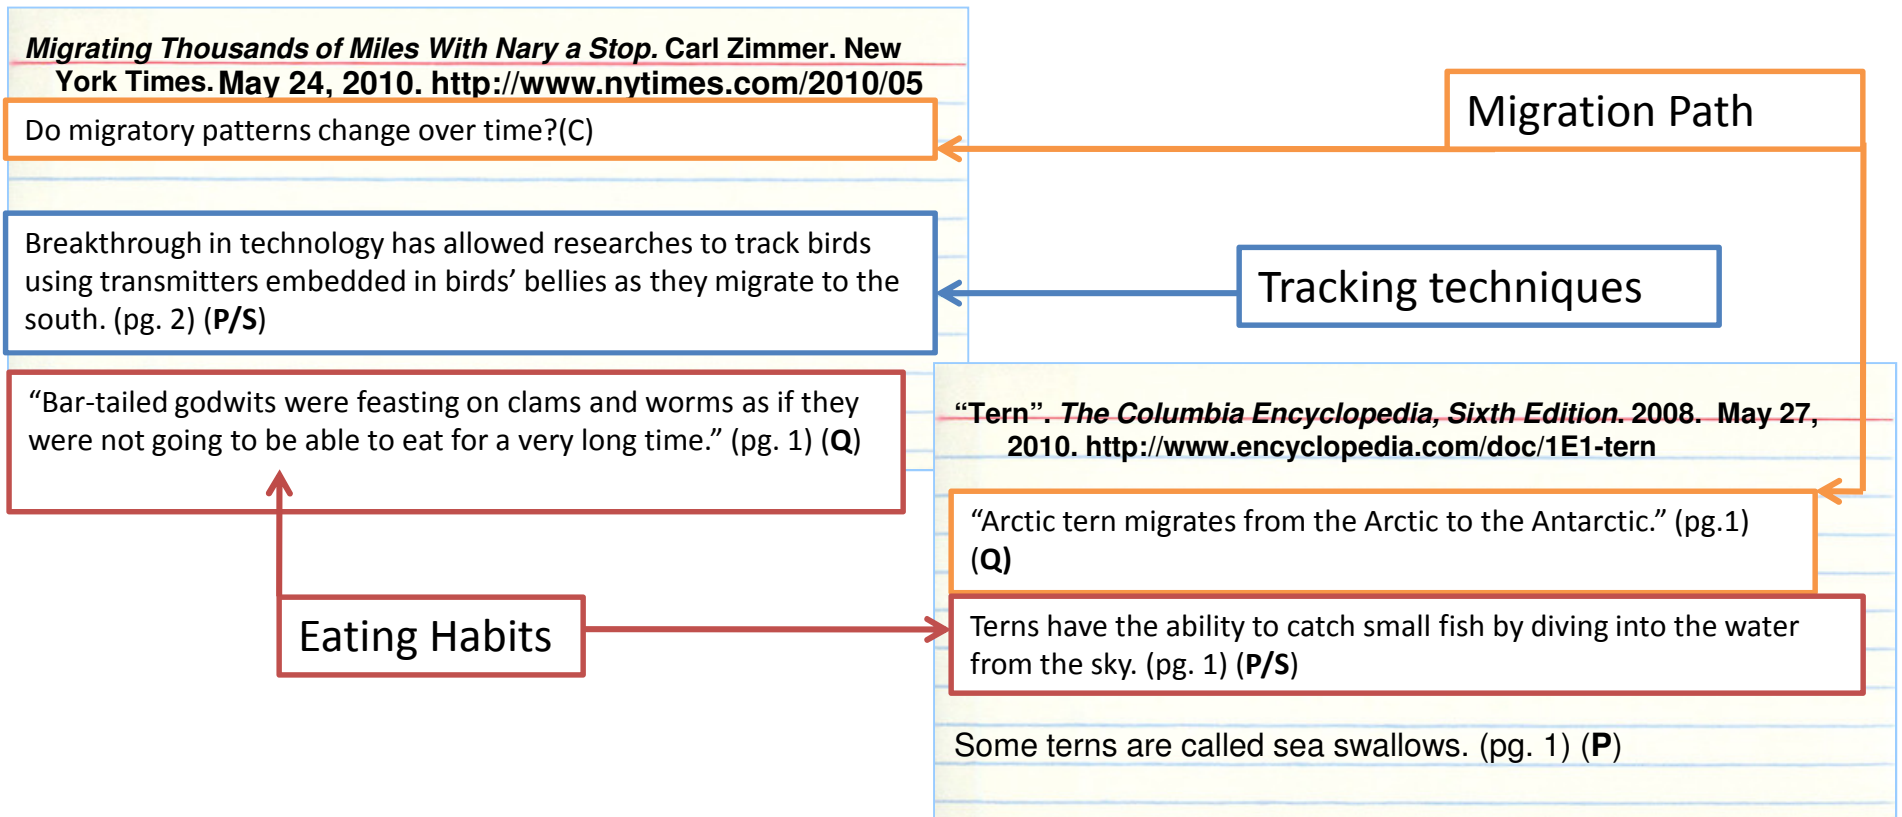 Migrating Thousands of Miles With Nary a Stop. Carl Zimmer. New
York Times. May 24, 2010. http://www.nytimes.com/2010/05
Do migratory patterns change over time?(C)
Breakthrough in technology has allowed researches to track birds
using transmitters embedded in birds’ bellies as they migrate to the
south. (pg. 2) (P/S)
“Bar-tailed godwits were feasting on clams and worms as if they
were not going to be able to eat for a very long time.” (pg. 1) (Q)
Migration Path
Tracking techniques
Eating Habits
“Tern”. The Columbia Encyclopedia, Sixth Edition. 2008. May 27,
2010. http://www.encyclopedia.com/doc/1E1-tern
“Arctic tern migrates from the Arctic to the Antarctic.” (pg.1)
(Q)
Terns have the ability to catch small fish by diving into the water
from the sky. (pg. 1) (P/S)
Some terns are called sea swallows. (pg. 1) (P)